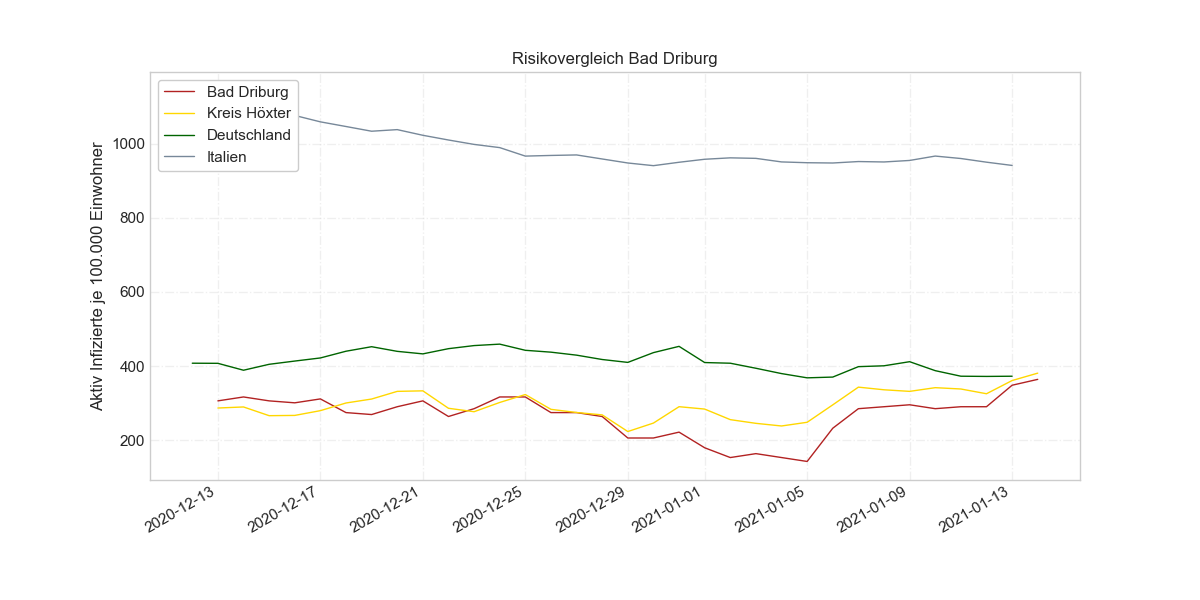 Risikovergleich Bad Driburg
Bad Driburg
Kreis Höxter
Deutschland
Italien
Aktiv Infizierte je 100.000 Einwohner
1000
800
600
400
200
2020-12-13
2020-12-17
2020-12-21
2020-12-25
2020-12-29
2021-01-01
2021-01-05
2021-01-09
2021-01-13